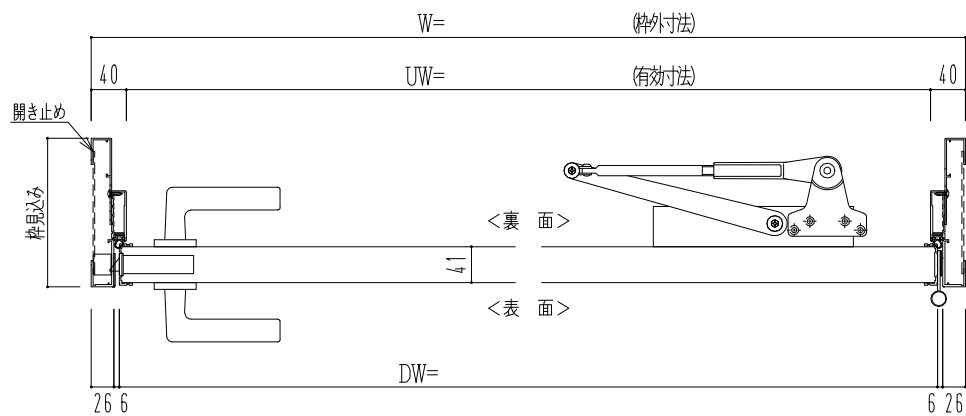 W= (枠外寸法)
40 UW= (有効寸法) 40
開き止め
枠見込み
<裏 面>
41
<表 面>
DW=
26 6 6 26